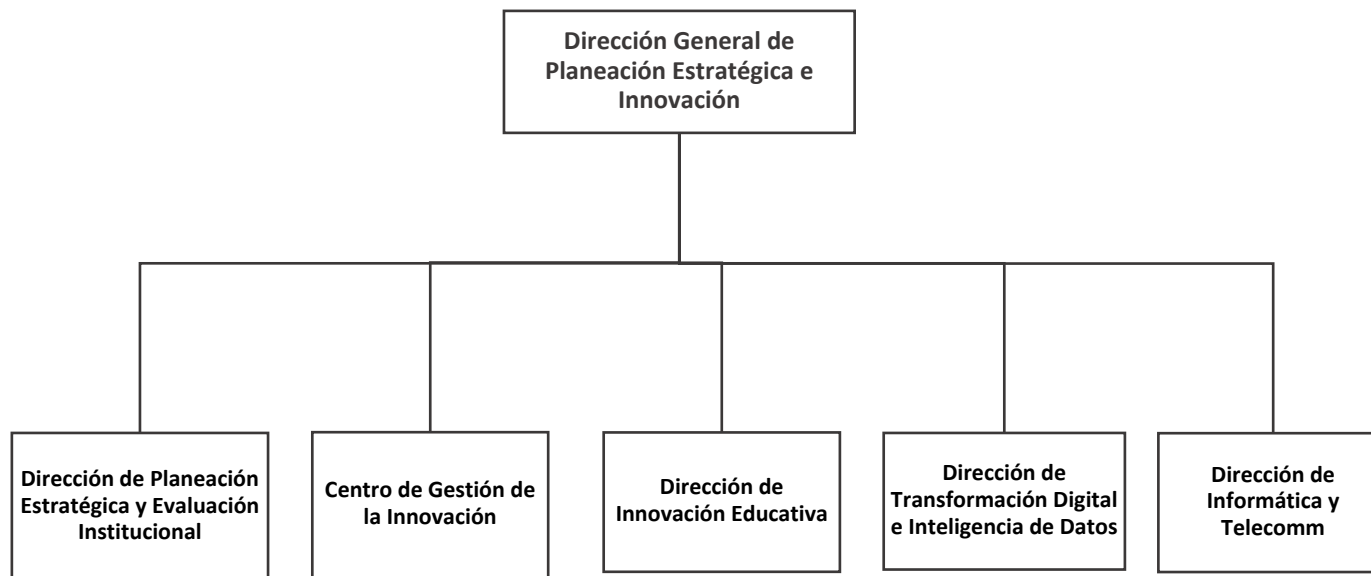 Dirección General de
Planeación Estratégica e
Innovación
Dirección de Planeación
Estratégica y Evaluación
Institucional
Centro de Gestión de
la Innovación
Dirección de
Innovación Educativa
Dirección de
Transformación Digital
e Inteligencia de Datos
Dirección de
Informática y
Telecomm